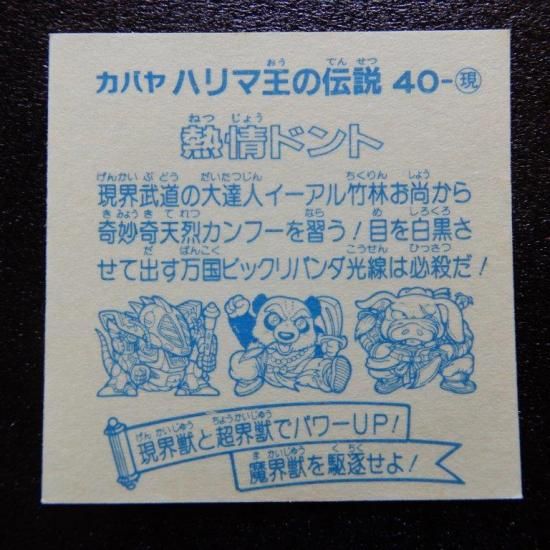 カバヤ ハリマ王の伝説 40-現
熱情ドント
現界武道の大達人イーアル竹林お尚から
奇妙奇天烈カンフーを習う！目を白黒さ
せて出す万国ビックリパンダ光線は必殺だ！
現界獣と超界獣でパワーUP！
魔界獣を駆逐せよ！